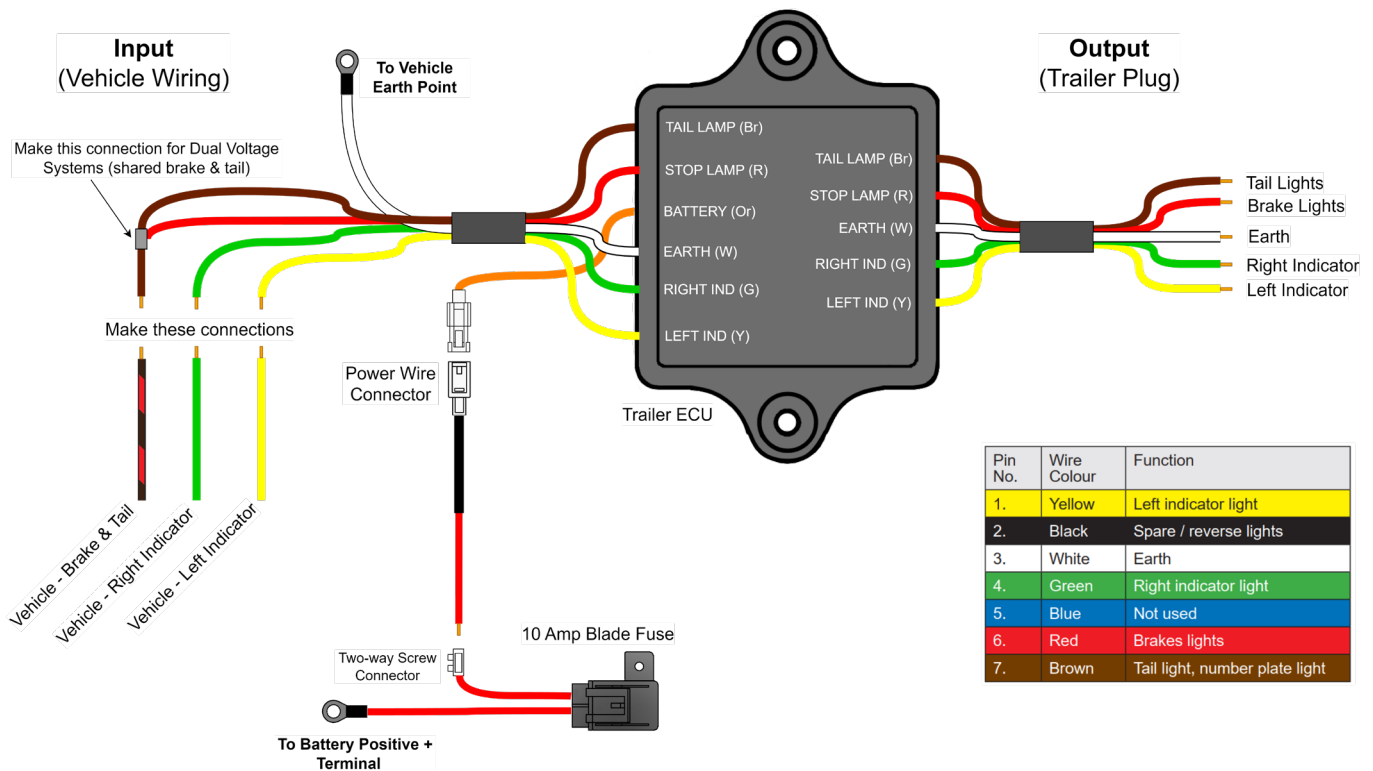 Input
(Vehicle Wiring)
To Vehicle
Earth Point
Output
(Trailer Plug)
Make this connection for Dual Voltage
Systems (shared brake & tail)
TAIL LAMP (Br)
STOP LAMP (R)
BATTERY (Or)
EARTH (W)
RIGHT IND (G)
LEFT IND (Y)
TAIL LAMP (Br)
STOP LAMP (R)
EARTH (W)
RIGHT IND (G)
LEFT IND (Y)
Tail Lights
Brake Lights
Earth
Right Indicator
Left Indicator
Make these connections
Power Wire
Connector
Trailer ECU
Vehicle - Brake & Tail
Vehicle - Right Indicator
Vehicle - Left Indicator
10 Amp Blade Fuse
Two-way Screw
Connector
To Battery Positive +
Terminal
Pin No. Wire Colour Function
1. Yellow Left indicator light
2. Black Spare / reverse lights
3. White Earth
4. Green Right indicator light
5. Blue Not used
6. Red Brakes lights
7. Brown Tail light, number plate light